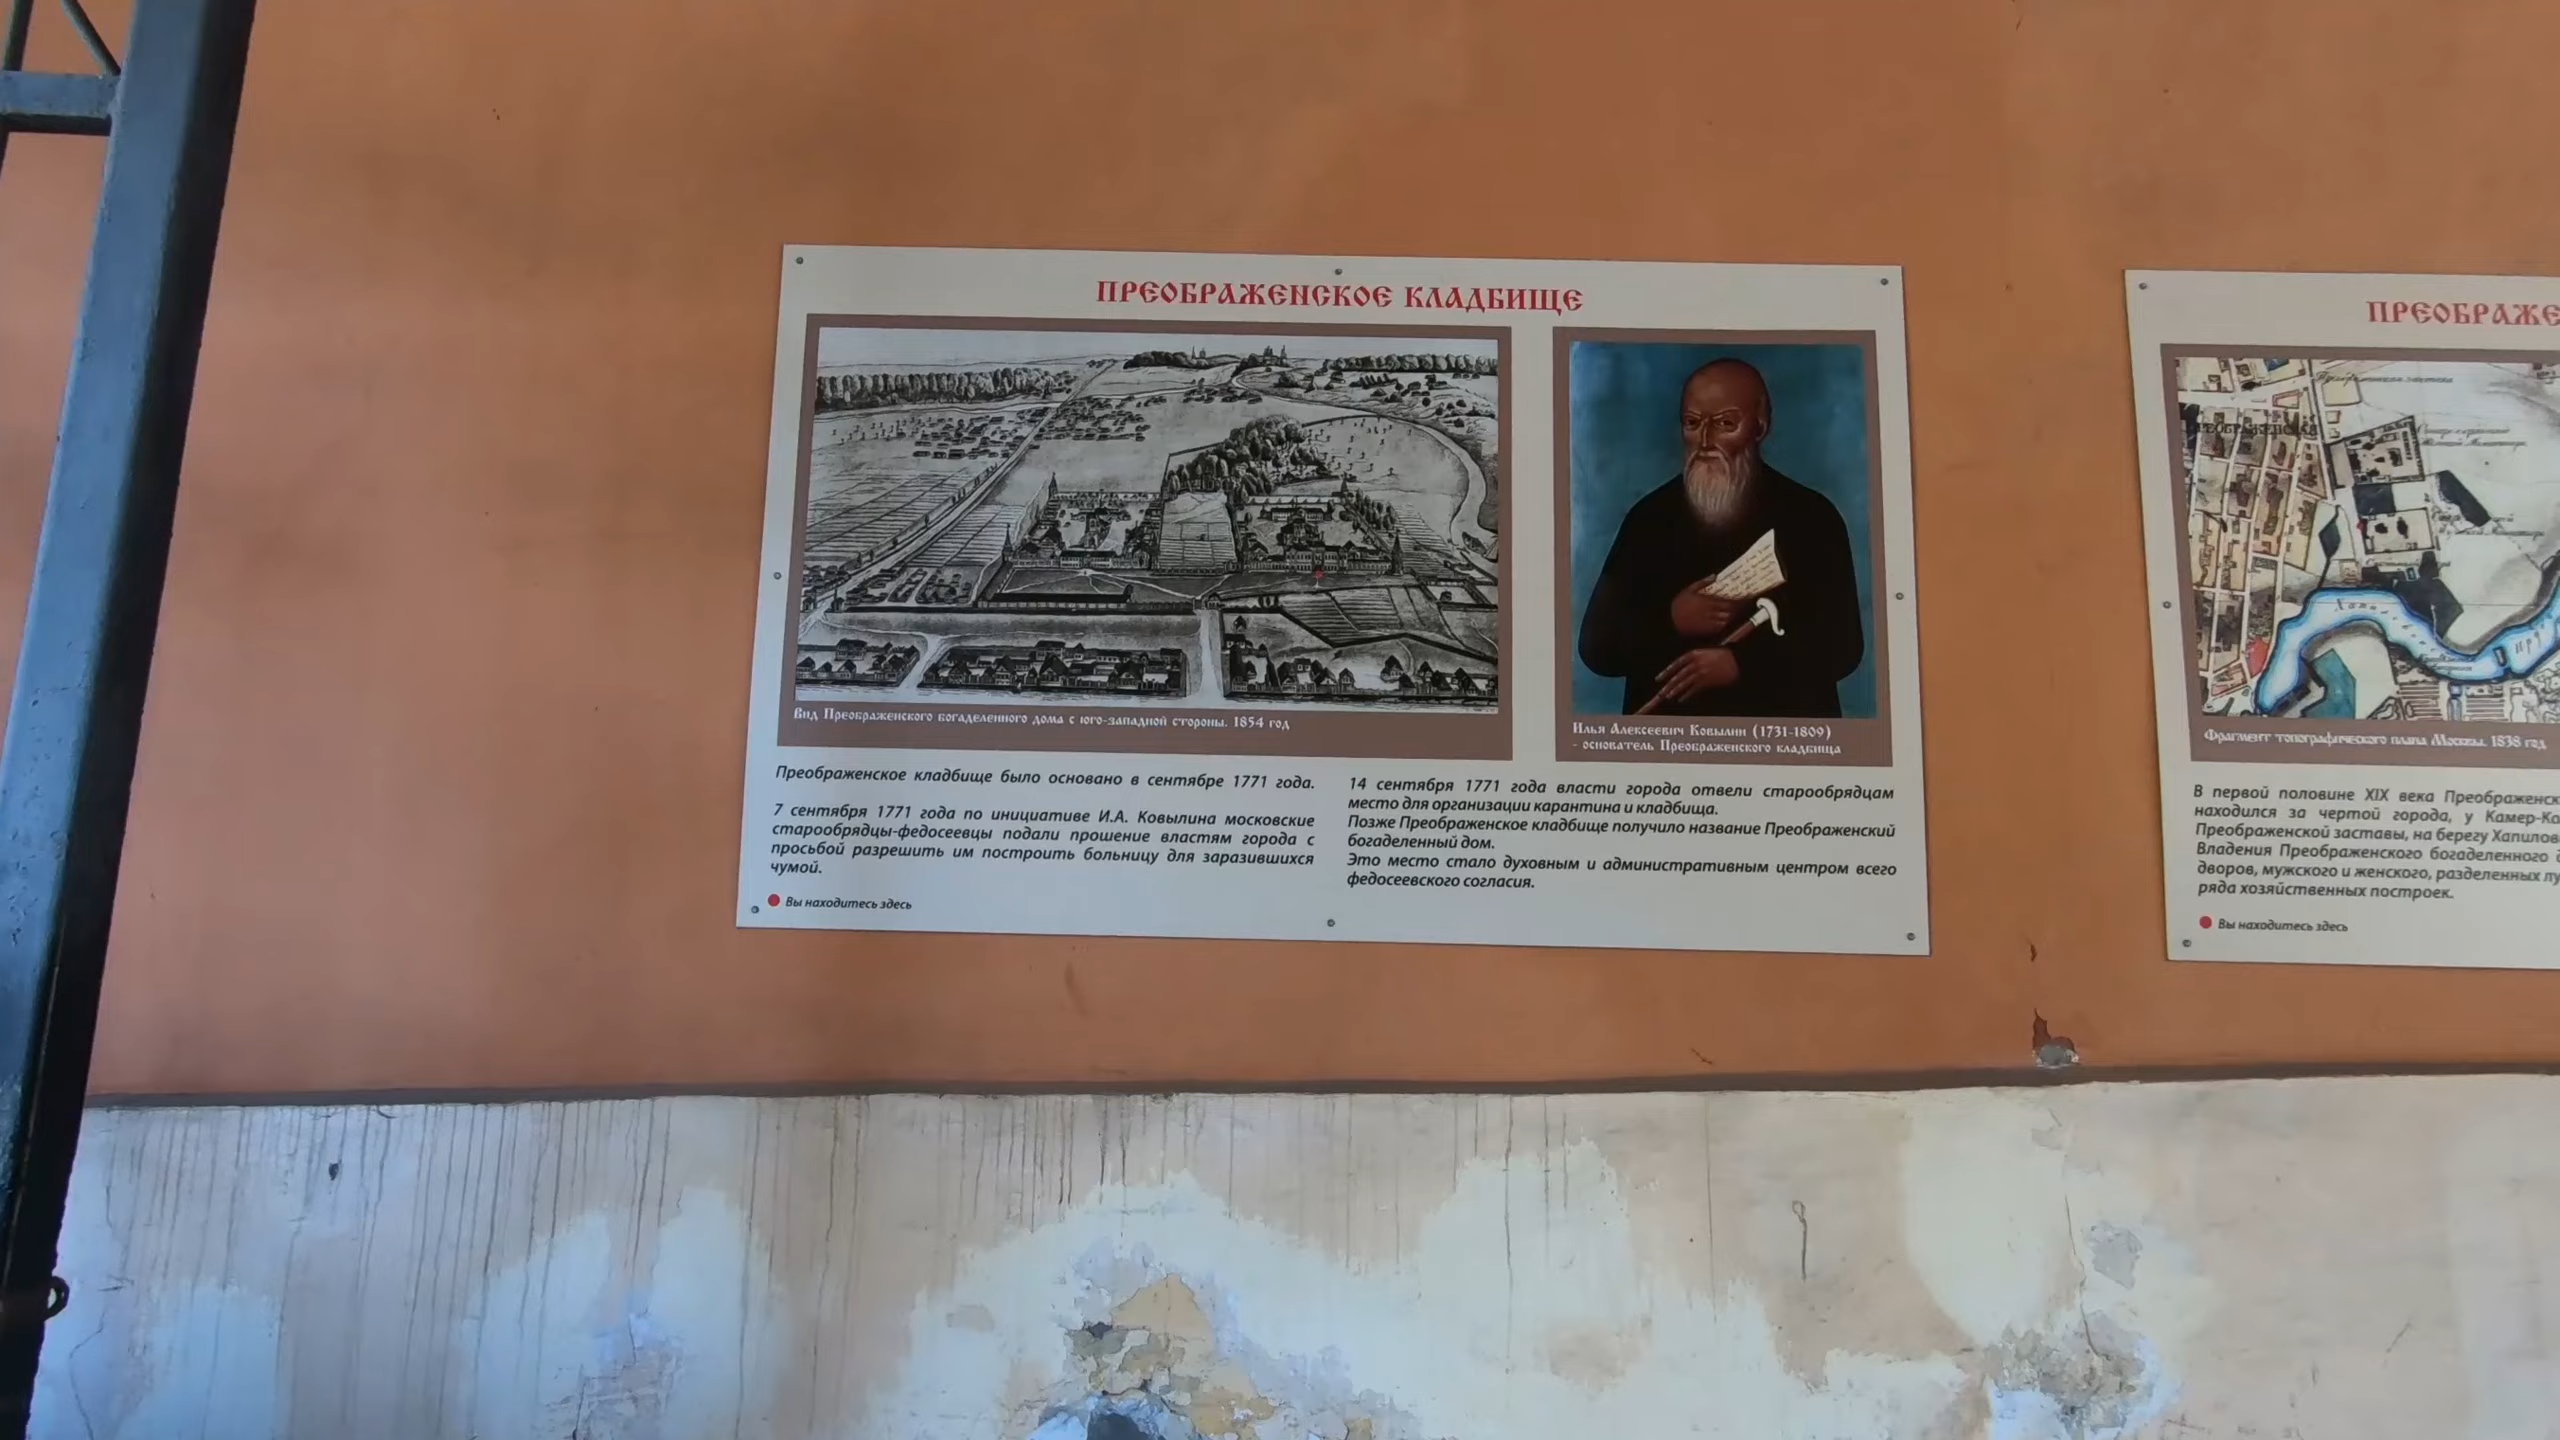 ПРЕОБРАЖЕНСКОЕ КЛАДБИЩЕ
Вид Преображенского богаделенного дома с юго-западной стороны. 1854 год
Илья Алексеевич Ковылин (1731-1809)
- основатель Преображенского кладбища
Преображенское кладбище было основано в сентябре 1771 года.
7 сентября 1771 года по инициативе И.А. Ковылина московские
старообрядцы-федосеевцы подали прошение властям города с
просьбой разрешить им построить больницу для заразившихся
чумой.
Вы находитесь здесь
14 сентября 1771 года власти города отвели старообрядцам
место для организации карантина и кладбища.
Позже Преображенское кладбище получило название Преображенский
богаделенный дом.
Это место стало духовным и административным центром всего
федосеевского согласия.
ПРЕОБРАЖЕ
ПРЕОБРАЖЕНСКАЯ
Фрагмент топографического плана Москвы. 1838 год
В первой половине XIX века Преображенск
находился за чертой города, у Камер-Ко
Преображенской заставы, на берегу Хапилов
Владения Преображенского богаделенного
дворов, мужского и женского, разделенных лу
ряда хозяйственных построек.
Вы находитесь здесь